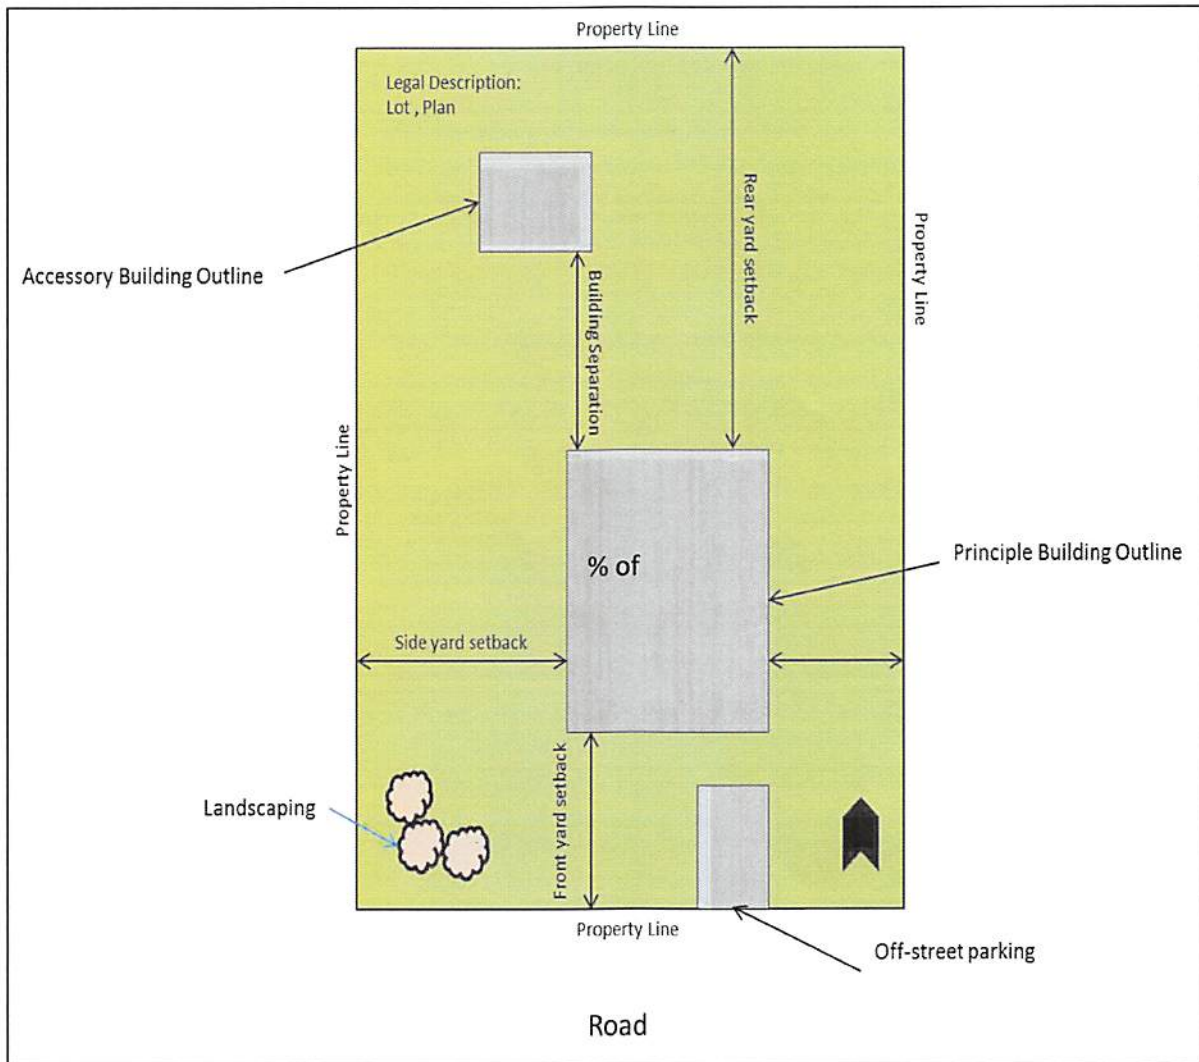 Property Line
Legal Description:
Lot , Plan
Rear yard setback
Property Line
Accessory Building Outline
Building Separation
Property Line
% of
Principle Building Outline
Side yard setback
Front yard setback
Landscaping
Property Line
Off-street parking
Road